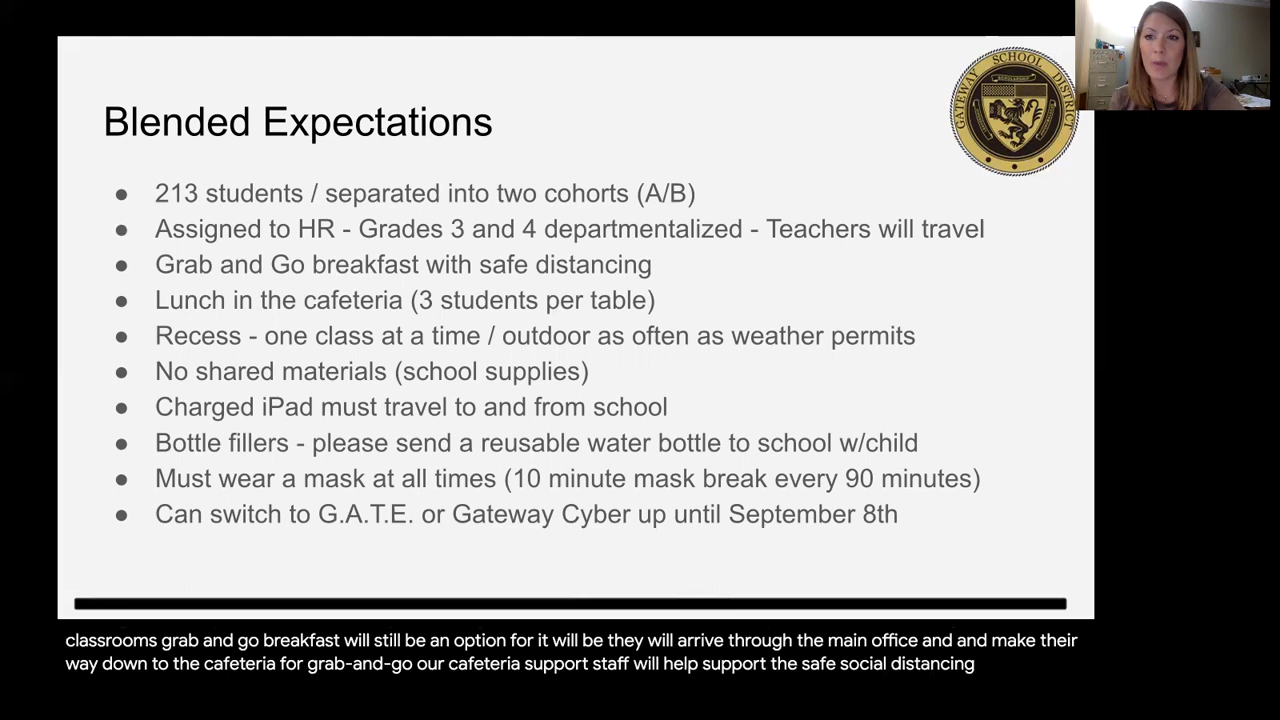 GATEWAY SCHOOL DISTRICT
Blended Expectations
● 213 students / separated into two cohorts (A/B)
● Assigned to HR - Grades 3 and 4 departmentalized - Teachers will travel
● Grab and Go breakfast with safe distancing
● Lunch in the cafeteria (3 students per table)
● Recess - one class at a time / outdoor as often as weather permits
● No shared materials (school supplies)
● Charged iPad must travel to and from school
● Bottle fillers - please send a reusable water bottle to school w/child
● Must wear a mask at all times (10 minute mask break every 90 minutes)
● Can switch to G.A.T.E. or Gateway Cyber up until September 8th
classrooms grab and go breakfast will still be an option for it will be they will arrive through the main office and and make their
way down to the cafeteria for grab-and-go our cafeteria support staff will help support the safe social distancing